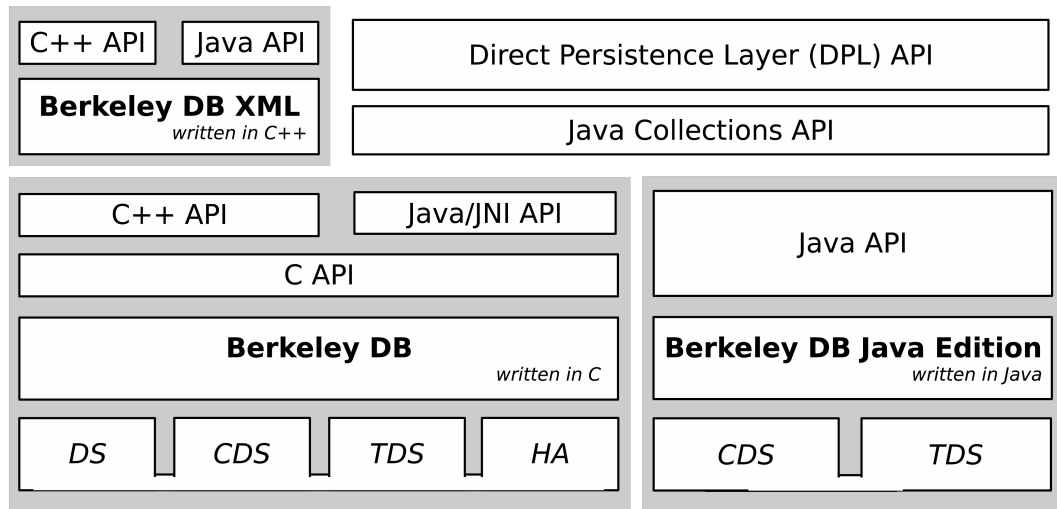 C++ API
Java API
Berkeley DB XML
written in C++
Direct Persistence Layer (DPL) API
Java Collections API
C++ API
Java/JNI API
C API
Berkeley DB
written in C
DS
CDS
TDS
HA
Java API
Berkeley DB Java Edition
written in Java
CDS
TDS